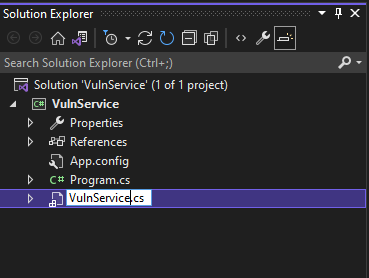 Solution Explorer
Search Solution Explorer (Ctrl+;)
Solution 'VulnService' (1 of 1 project)
C# VulnService
Properties
References
App.config
C# Program.cs
VulnService.cs